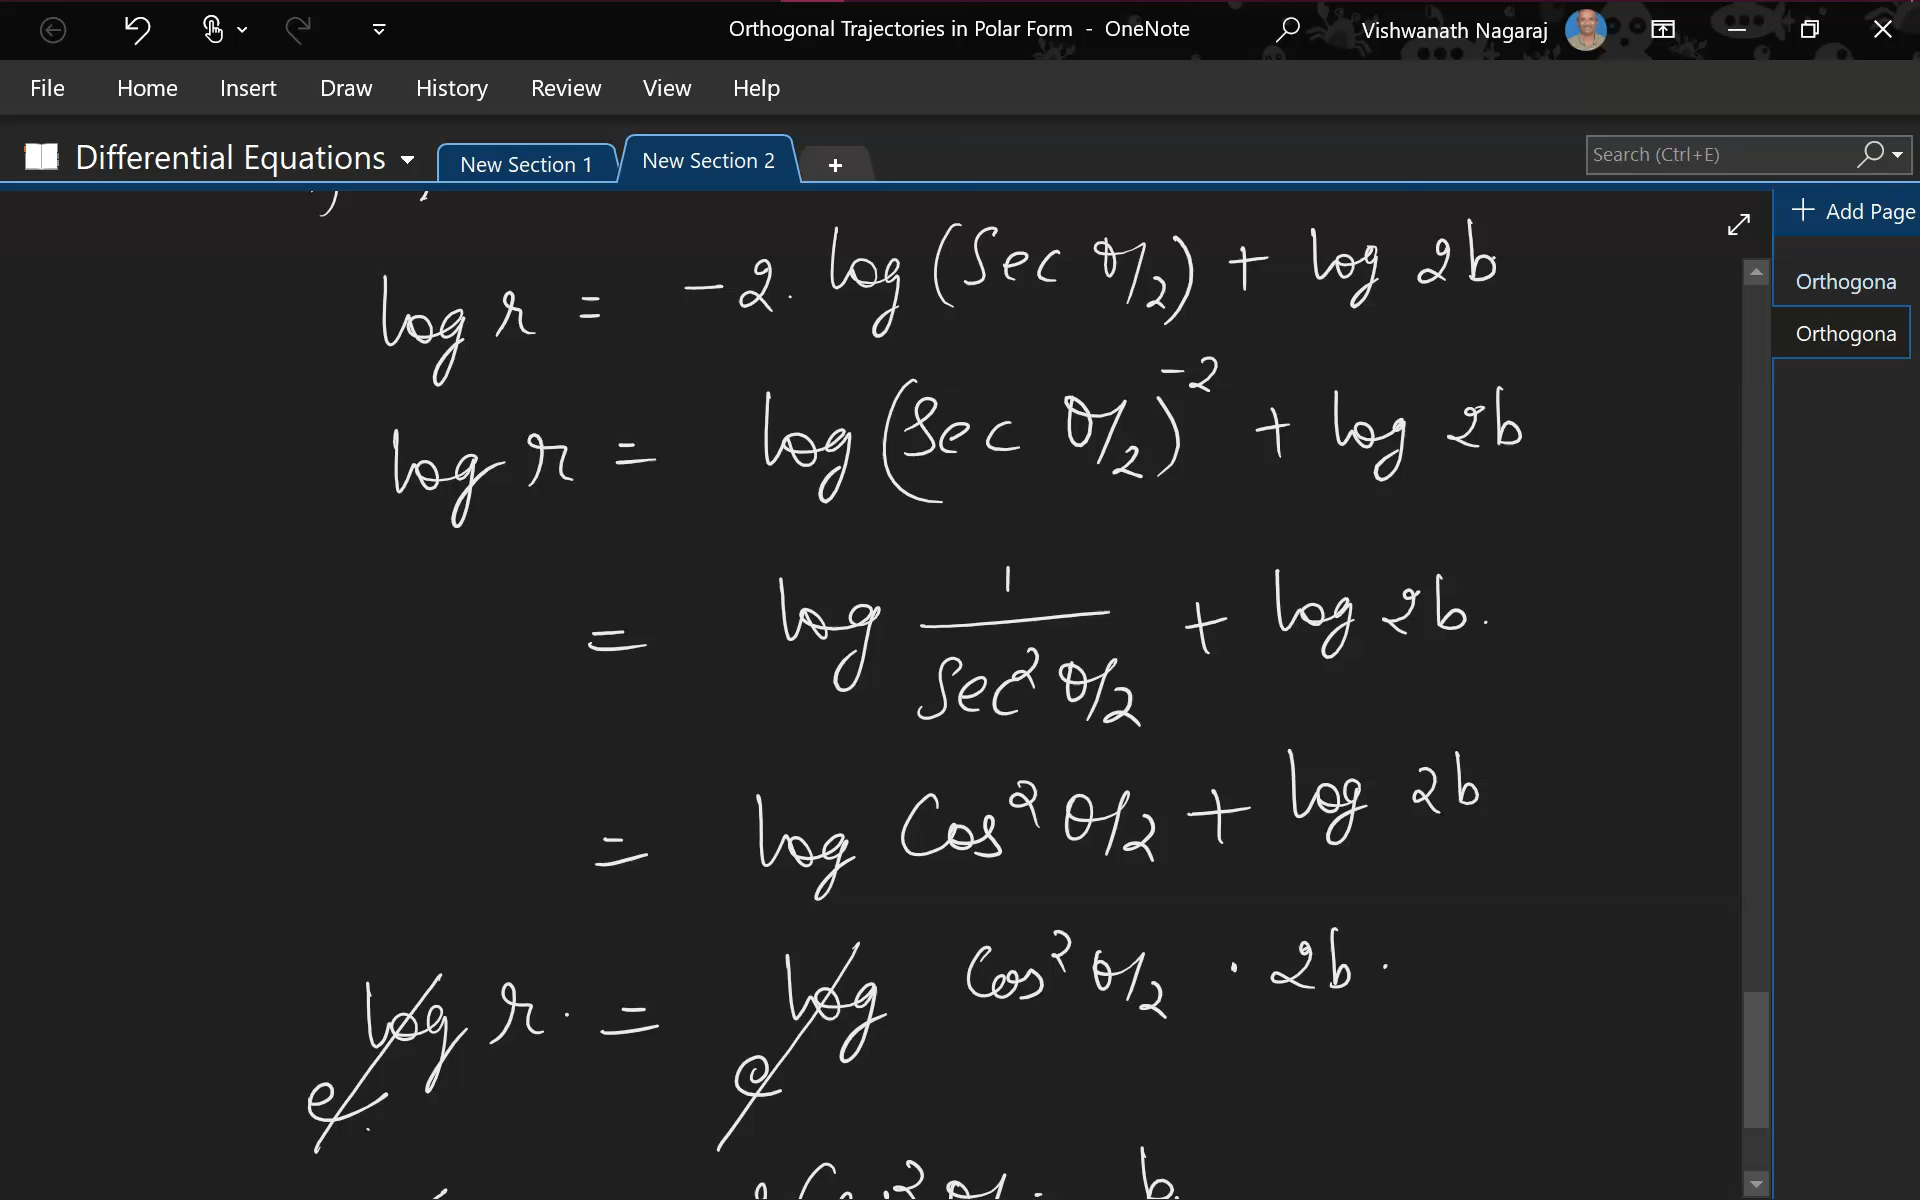 Orthogonal Trajectories in Polar Form - OneNote
Vishwanath Nagaraj
File Home Insert Draw History Review View Help
Differential Equations
New Section 1
New Section 2
+
Search (Ctrl+E)
+ Add Page
Orthogona
Orthogona
log r = -2. log (Sec θ/2) + log 2b
log r = log (Sec θ/2)^-2 + log 2b
= log 1/Sec² θ/2 + log 2b.
= log Cos² θ/2 + log 2b
log r. = log Cos² θ/2 · 2b.
e e